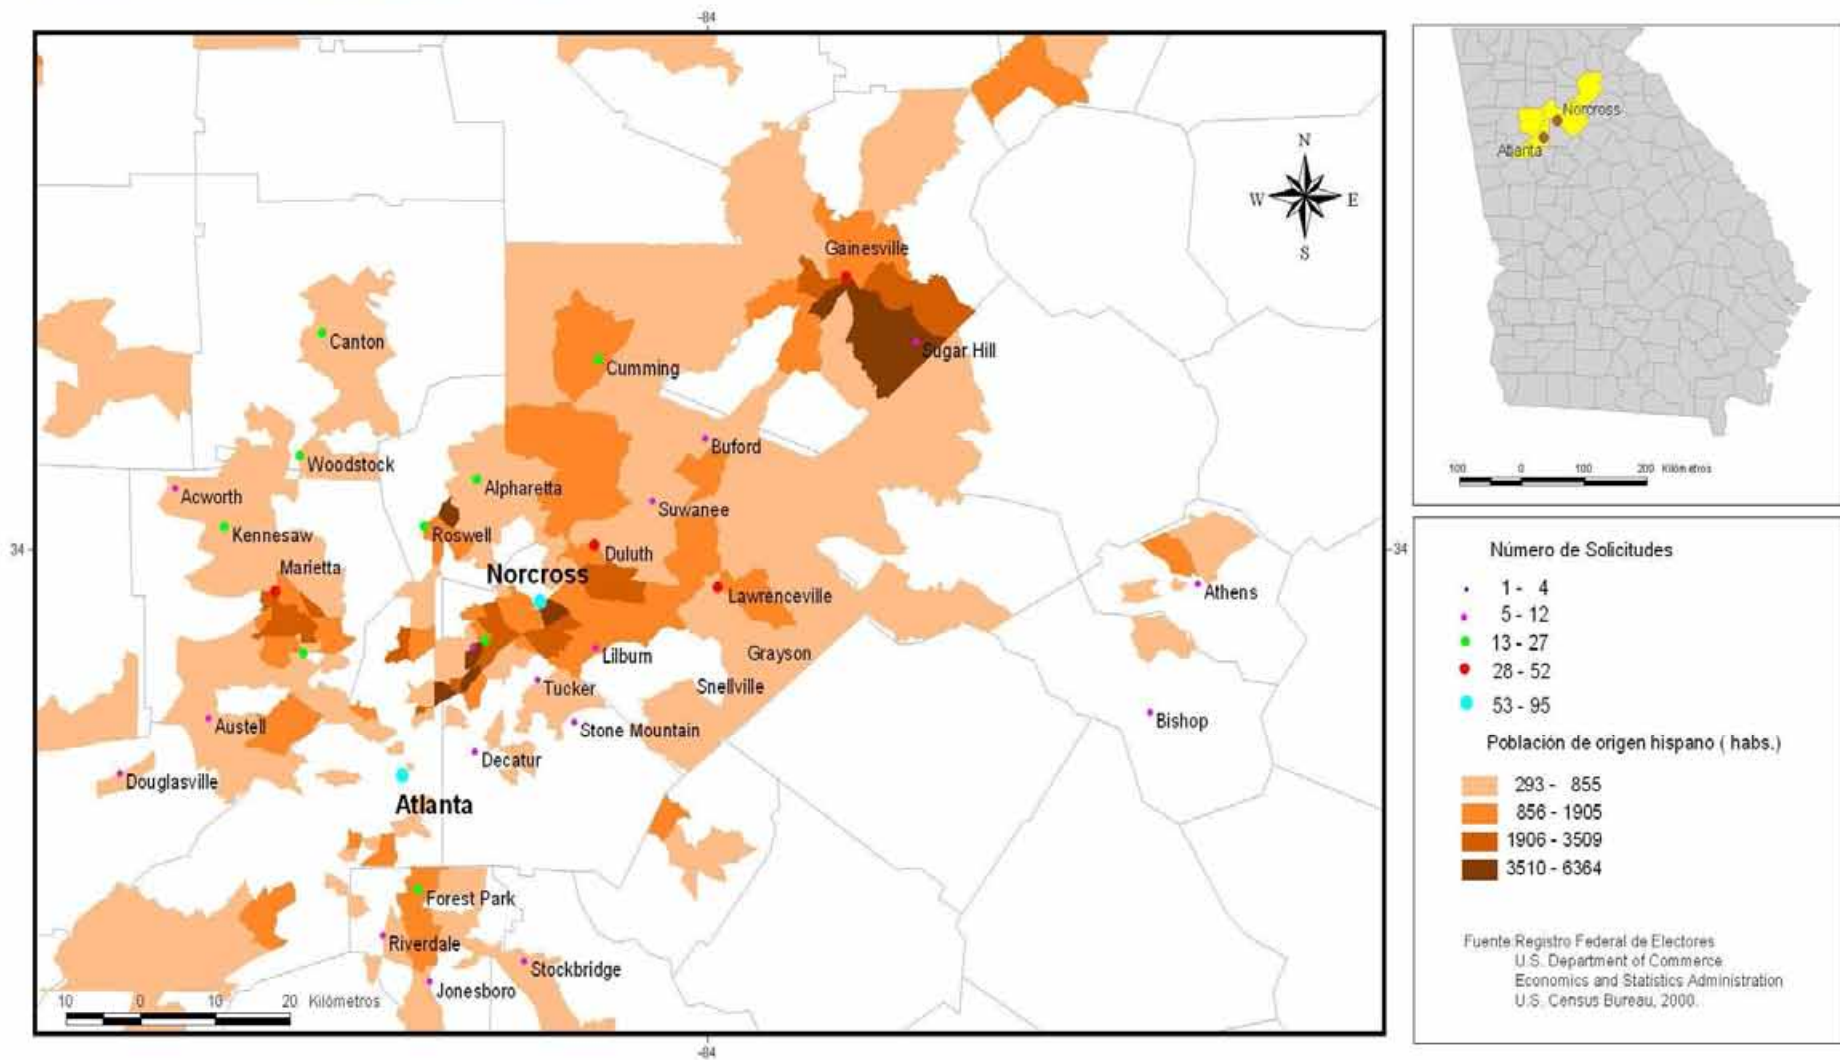 -84
N
W E
S
Gainesville
Canton
Sugar Hill
Cumming
Buford
Woodstock
Alpharetta
Acworth
Suwanee
Kennesaw
Roswell
34
34
Duluth
Marietta
Norcross
Lawrenceville
Athens
Lilburn
Grayson
Tucker
Snellville
Austell
Stone Mountain
Bishop
Decatur
Douglasville
Atlanta
Forest Park
Riverdale
Stockbridge
Jonesboro
10 0 10 20 Kilómetros
-84
Norcross
Atlanta
100 0 100 200 Kilómetros
Número de Solicitudes
1 - 4
5 - 12
13 - 27
28 - 52
53 - 95
Población de origen hispano ( habs.)
293 - 855
856 - 1905
1906 - 3509
3510 - 6364
Fuente:Registro Federal de Electores
U.S. Department of Commerce
Economics and Statistics Administration
U.S. Census Bureau, 2000.